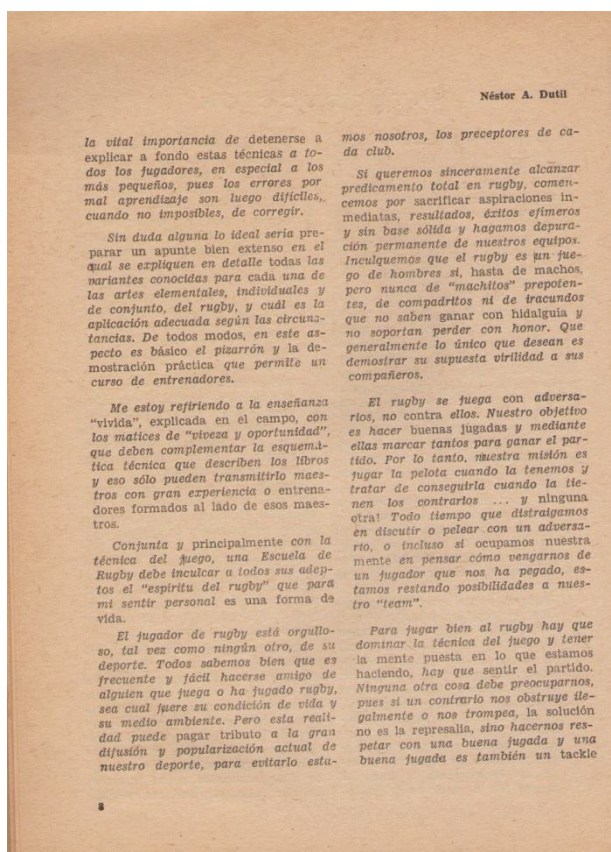 Néstor A. Dutil
la vital importancia de detenerse a
explicar a fondo estas técnicas a to-
dos los jugadores, en especial a los
más pequeños, pues los errores por
mal aprendizaje son luego difíciles,
cuando no imposibles, de corregir.
Sin duda alguna lo ideal sería pre-
parar un apunte bien extenso en el
qual se expliquen en detalle todas las
variantes conocidas para cada una de
las artes elementales, individuales y
de conjunto, del rugby, y cuál es la
aplicación adecuada según las circuns-
tancias. De todos modos, en este as-
pecto es básico el pizarrón y la de-
mostración práctica que permite un
curso de entrenadores.
Me estoy refiriendo a la enseñanza
"vivida", explicada en el campo, con
los matices de "viveza y oportunidad",
que deben complementar la esquemá-
tica técnica que describen los libros
y eso sólo pueden transmitirlo maes-
tros con gran experiencia o entrena-
dores formados al lado de esos maes-
tros.
Conjunta y principalmente con la
técnica del juego, una Escuela de
Rugby debe inculcar a todos sus adep-
tos el "espíritu del rugby" que para
mi sentir personal es una forma de
vida.
El jugador de rugby está orgullo-
so, tal vez como ningún otro, de su
deporte. Todos sabemos bien que es
frecuente y fácil hacerse amigo de
alguien que juega o ha jugado rugby,
sea cual fuere su condición de vida y
su medio ambiente. Pero esta reali-
dad puede pagar tributo a la gran
difusión y popularización actual de
nuestro deporte, para evitarlo esta-
mos nosotros, los preceptores de ca-
da club.
Si queremos sinceramente alcanzar
predicamento total en rugby, comen-
cemos por sacrificar aspiraciones in-
mediatas, resultados, éxitos efímeros
y sin base sólida y hagamos depura-
ción permanente de nuestros equipos.
Inculquemos que el rugby es un jue-
go de hombres sí, hasta de machos,
pero nunca de "machitos" prepoten-
tes, de compadritos ni de iracundos
que no saben ganar con hidalguía y
no soportan perder con honor. Que
generalmente lo único que desean es
demostrar su supuesta virilidad a sus
compañeros.
El rugby se juega con adversa-
rios, no contra ellos. Nuestro objetivo
es hacer buenas jugadas y mediante
ellas marcar tantos para ganar el par-
tido. Por lo tanto, nuestra misión es
jugar la pelota cuando la tenemos y
tratar de conseguirla cuando la tie-
nen los contrarios ... y ninguna
otra! Todo tiempo que distraigamos
en discutir o pelear con un adversa-
rio, o incluso si ocupamos nuestra
mente en pensar cómo vengarnos de
un jugador que nos ha pegado, es-
tamos restando posibilidades a nues-
tro "team".
Para jugar bien al rugby hay que
dominar la técnica del juego y tener
la mente puesta en lo que estamos
haciendo, hay que sentir el partido.
Ninguna otra cosa debe preocuparnos,
pues si un contrario nos obstruye ile-
galmente o nos trompea, la solución
no es la represalia, sino hacernos res-
petar con una buena jugada y una
buena jugada es también un tackle
8